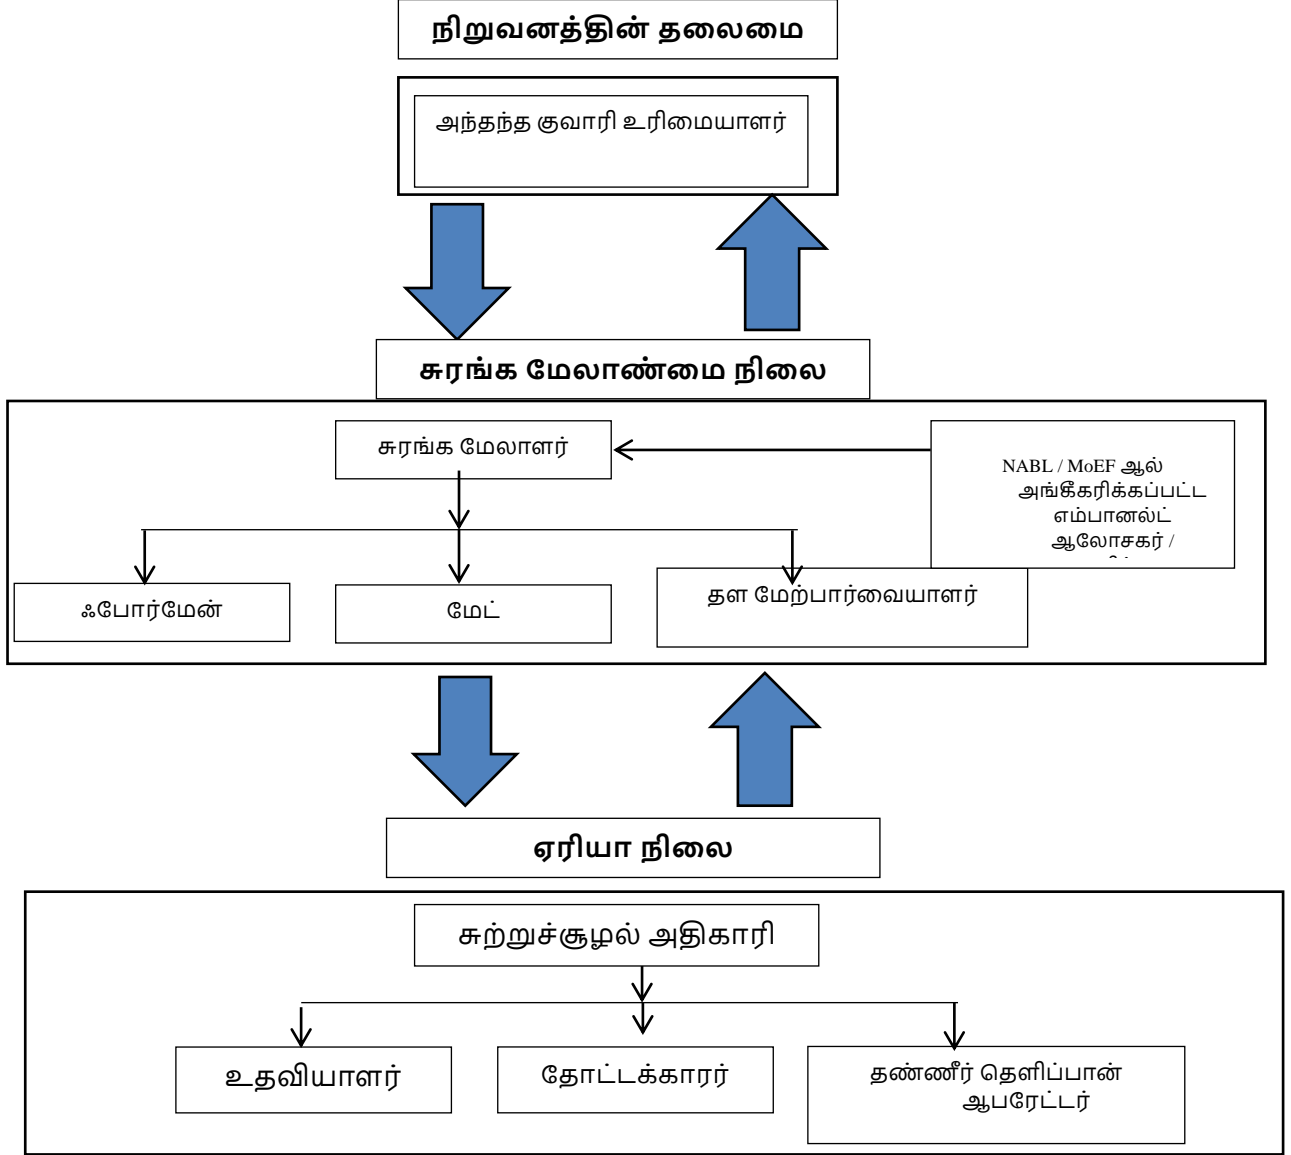 நிறுவனத்தின் தலைமை
அந்தந்த குவாரி உரிமையாளர்
சுரங்க மேலாண்மை நிலை
சுரங்க மேலாளர்
NABL / MoEF ஆல்
அங்கீகரிக்கப்பட்ட
எம்பானல்ட்
ஆலோசகர் /
ஃபோர்மேன்
மேட்
தள மேற்பார்வையாளர்
ஏரியா நிலை
சுற்றுச்சூழல் அதிகாரி
உதவியாளர்
தோட்டக்காரர்
தண்ணீர் தெளிப்பான்
ஆபரேட்டர்